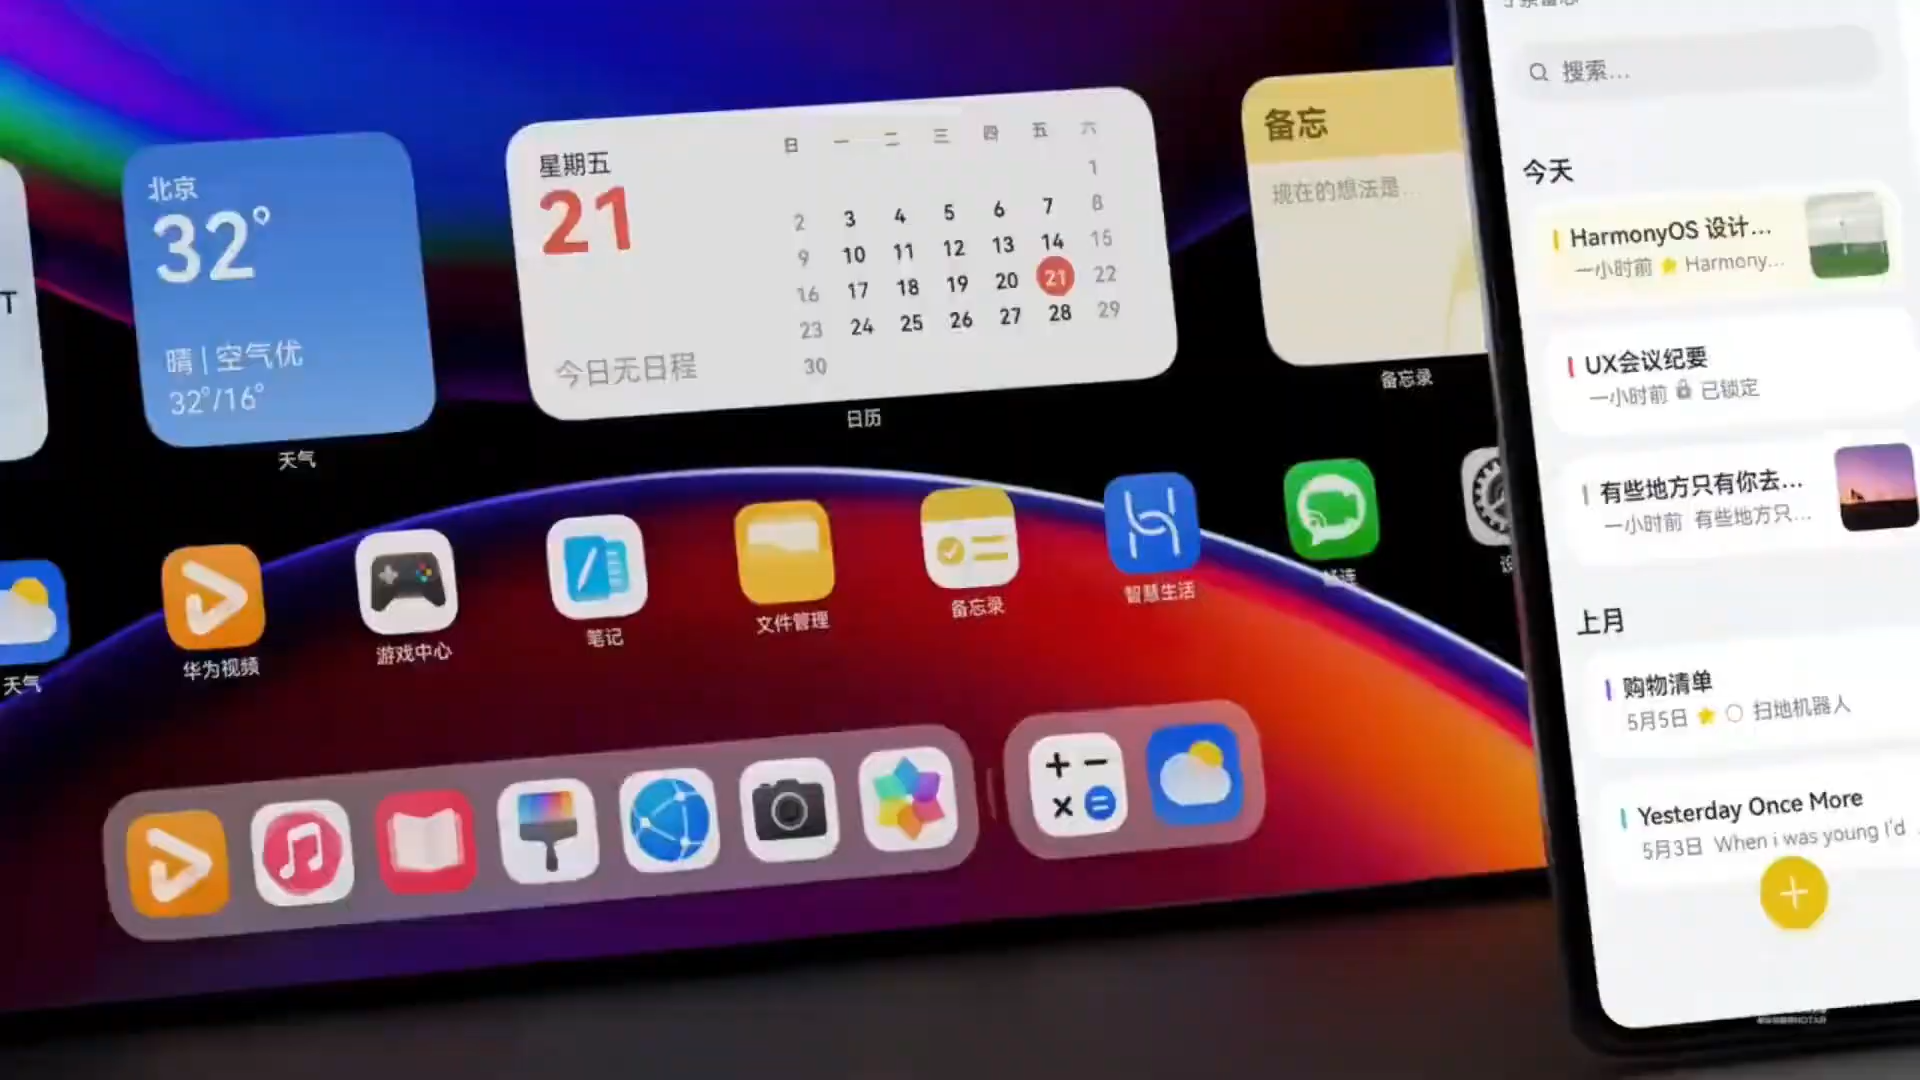 T
北京
32°
晴 | 空气优
32°/16°
天气
星期五
21
今日无日程
日 一 二 三 四 五 六
1
2 3 4 5 6 7 8
9 10 11 12 13 14 15
16 17 18 19 20 21 22
23 24 25 26 27 28 29
30
日历
备忘
现在的想法是...
备忘录
天气
华为视频
游戏中心
笔记
文件管理
备忘录
智慧生活
搜索...
今天
HarmonyOS 设计...
一小时前 Harmony...
UX会议纪要
一小时前 已锁定
有些地方只有你去...
一小时前 有些地方只...
上月
购物清单
5月5日 扫地机器人
Yesterday Once More
5月3日 When i was young I'd